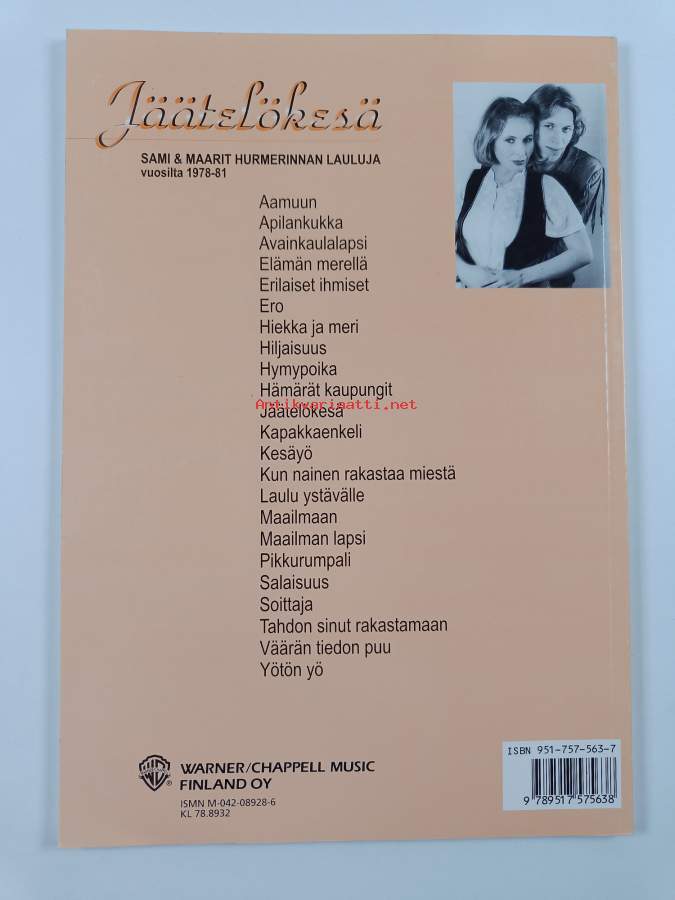 Jäätelökesä
SAMI & MAARIT HURMERINNAN LAULUJA
vuosilta 1978-81
Aamuun
Apilankukka
Avainkaulalapsi
Elämän merellä
Erilaiset ihmiset
Ero
Hiekka ja meri
Hiljaisuus
Hymypoika
Hämärät kaupungit
Antikvariaatti.net
Jäätelökesä
Kapakkaenkeli
Kesäyö
Kun nainen rakastaa miestä
Laulu ystävälle
Maailmaan
Maailman lapsi
Pikkurumpali
Salaisuus
Soittaja
Tahdon sinut rakastamaan
Väärän tiedon puu
Yötön yö
WARNER/CHAPPELL MUSIC
FINLAND OY
ISMN M-042-08928-6
KL 78.8932
ISBN 951-757-563-7
9 789517 575638